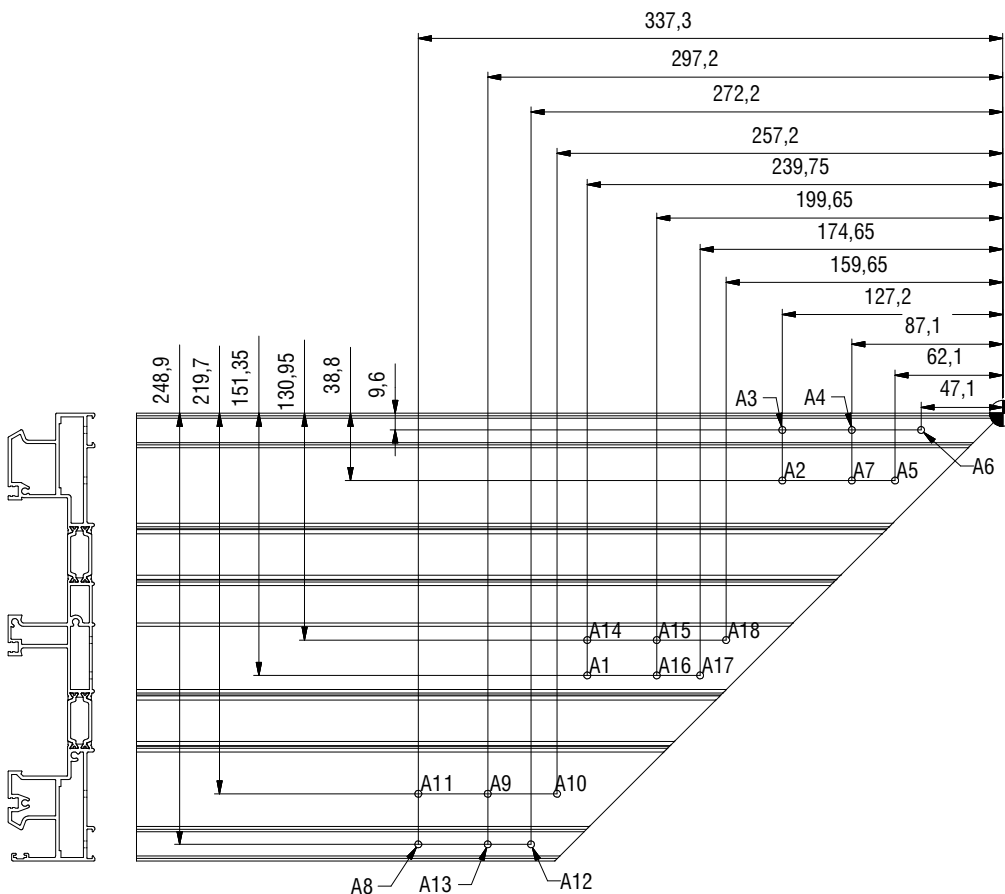 337,3
297,2
272,2
257,2
239,75
199,65
174,65
159,65
127,2
87,1
62,1
47,1
248,9
219,7
151,35
130,95
38,8
9,6
A3
A4
A6
A2
A7
A5
A14
A15
A18
A1
A16
A17
A11
A9
A10
A8
A13
A12